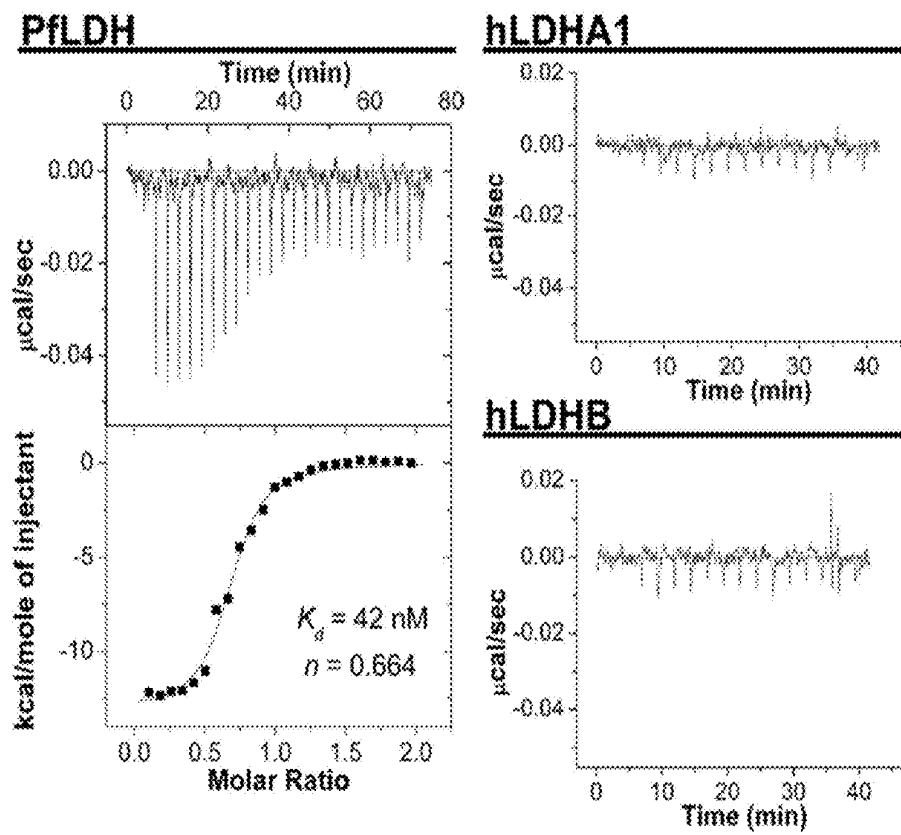 PfLDH
Time (min)
0 20 40 60 80
0.00
-0.02
-0.04
µcal/sec
0
-5
-10
kcal/mole of injectant
Kd = 42 nM
n = 0.664
0.0 0.5 1.0 1.5 2.0
Molar Ratio
hLDHA1
0.02
0.00
-0.02
-0.04
µcal/sec
0 10 20 30 40
Time (min)
hLDHB
0.02
0.00
-0.02
-0.04
µcal/sec
0 10 20 30 40
Time (min)